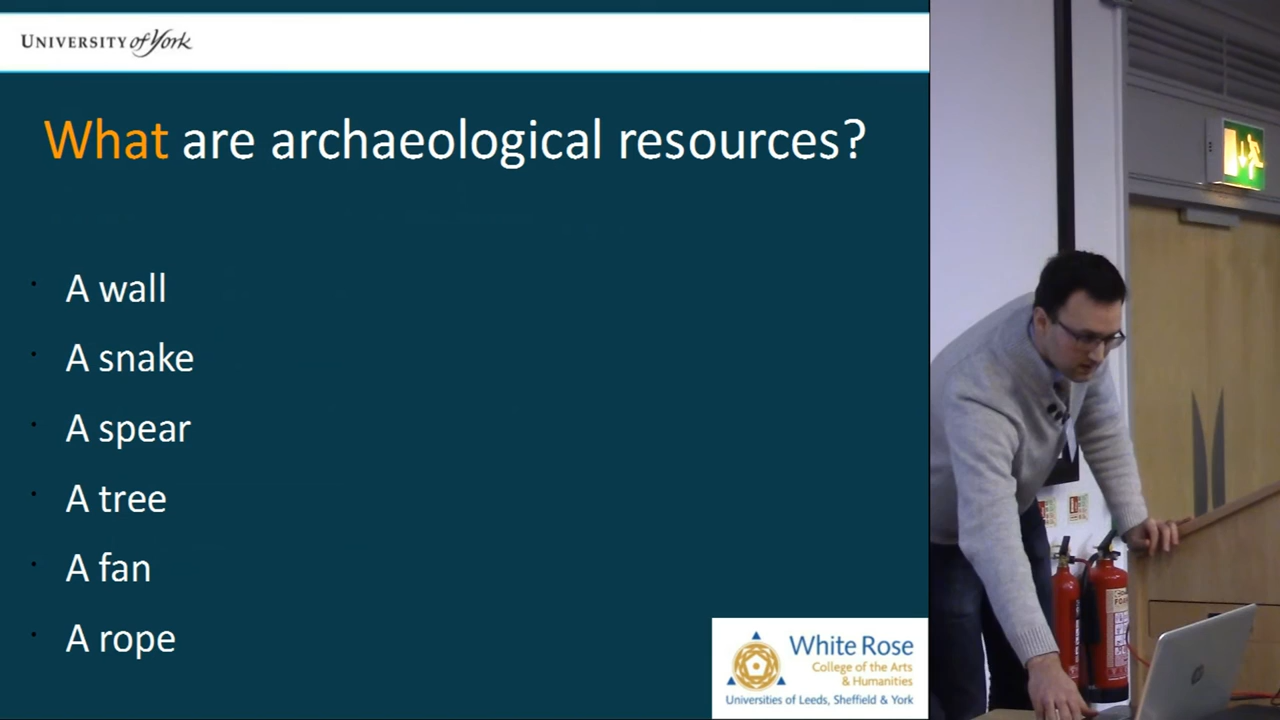 UNIVERSITY of York
What are archaeological resources?
A wall
A snake
A spear
A tree
A fan
A rope
White Rose
College of the Arts
& Humanities
Universities of Leeds, Sheffield & York